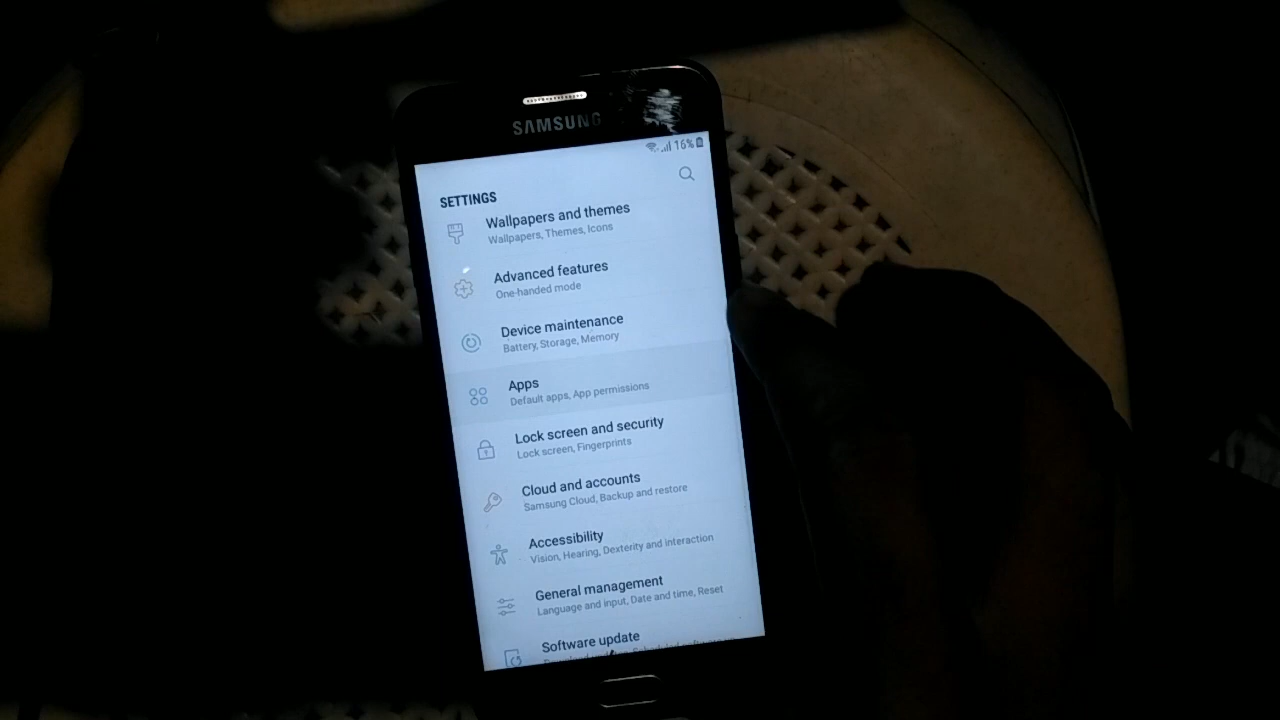 SAMSUNG
16%
SETTINGS
Wallpapers and themes
Wallpapers, Themes, Icons
Advanced features
One-handed mode
Device maintenance
Battery, Storage, Memory
Apps
Default apps, App permissions
Lock screen and security
Lock screen, Fingerprints
Cloud and accounts
Samsung Cloud, Backup and restore
Accessibility
Vision, Hearing, Dexterity and interaction
General management
Language and input, Date and time, Reset
Software update